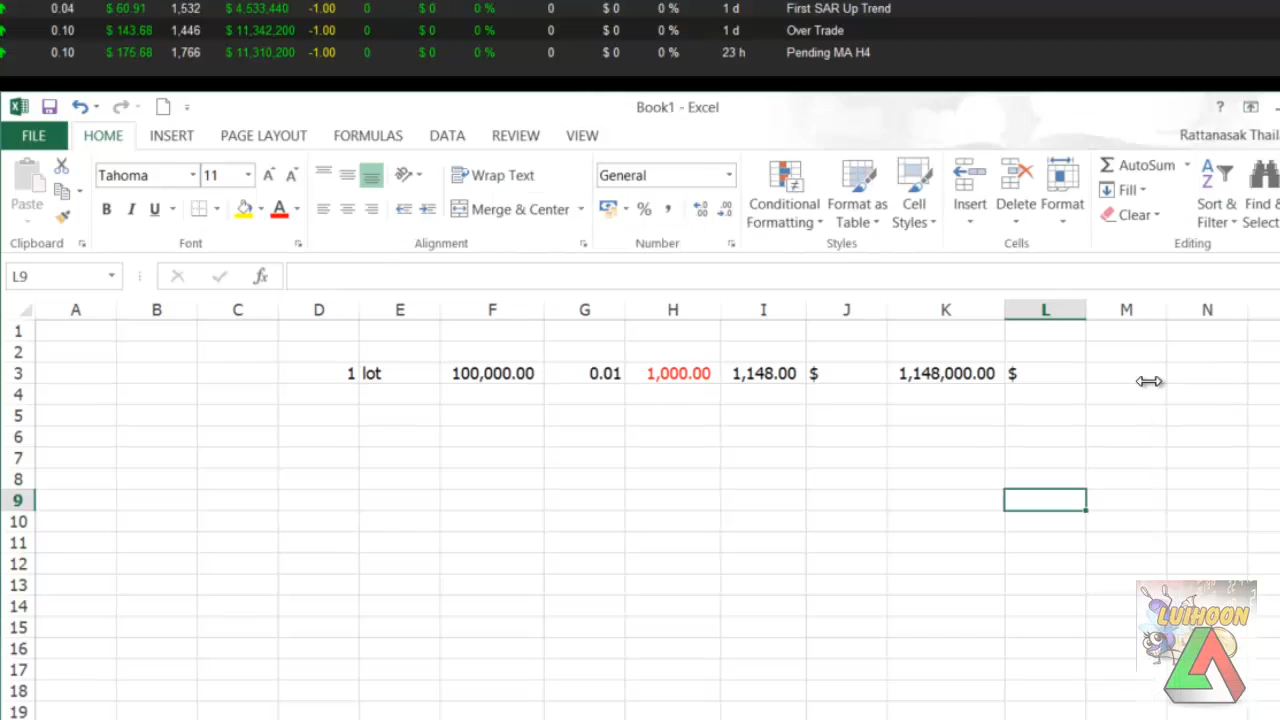 0.04 $ 60.91 1,532 $ 4,533,440 -1.00 0 $ 0 0 % 0 $ 0 0 % 1 d First SAR Up Trend
0.10 $ 143.68 1,446 $ 11,342,200 -1.00 0 $ 0 0 % 0 $ 0 0 % 1 d Over Trade
0.10 $ 175.68 1,766 $ 11,310,200 -1.00 0 $ 0 0 % 0 $ 0 0 % 23 h Pending MA H4
Book1 - Excel ?
FILE HOME INSERT PAGE LAYOUT FORMULAS DATA REVIEW VIEW Rattanasak Thail
Tahoma 11 Wrap Text General AutoSum
Paste Fill
B I U A Merge & Center % , Conditional Formatting Format as Table Cell Styles Insert Delete Format Clear Sort & Filter Find & Select
Clipboard Font Alignment Number Styles Cells Editing
L9 fx
A B C D E F G H I J K L M N
1
2
3 1 lot 100,000.00 0.01 1,000.00 1,148.00 $ 1,148,000.00 $
4
5
6
7
8
9
10
11
12
13
14
15
16
17
18
19
LUIHOON